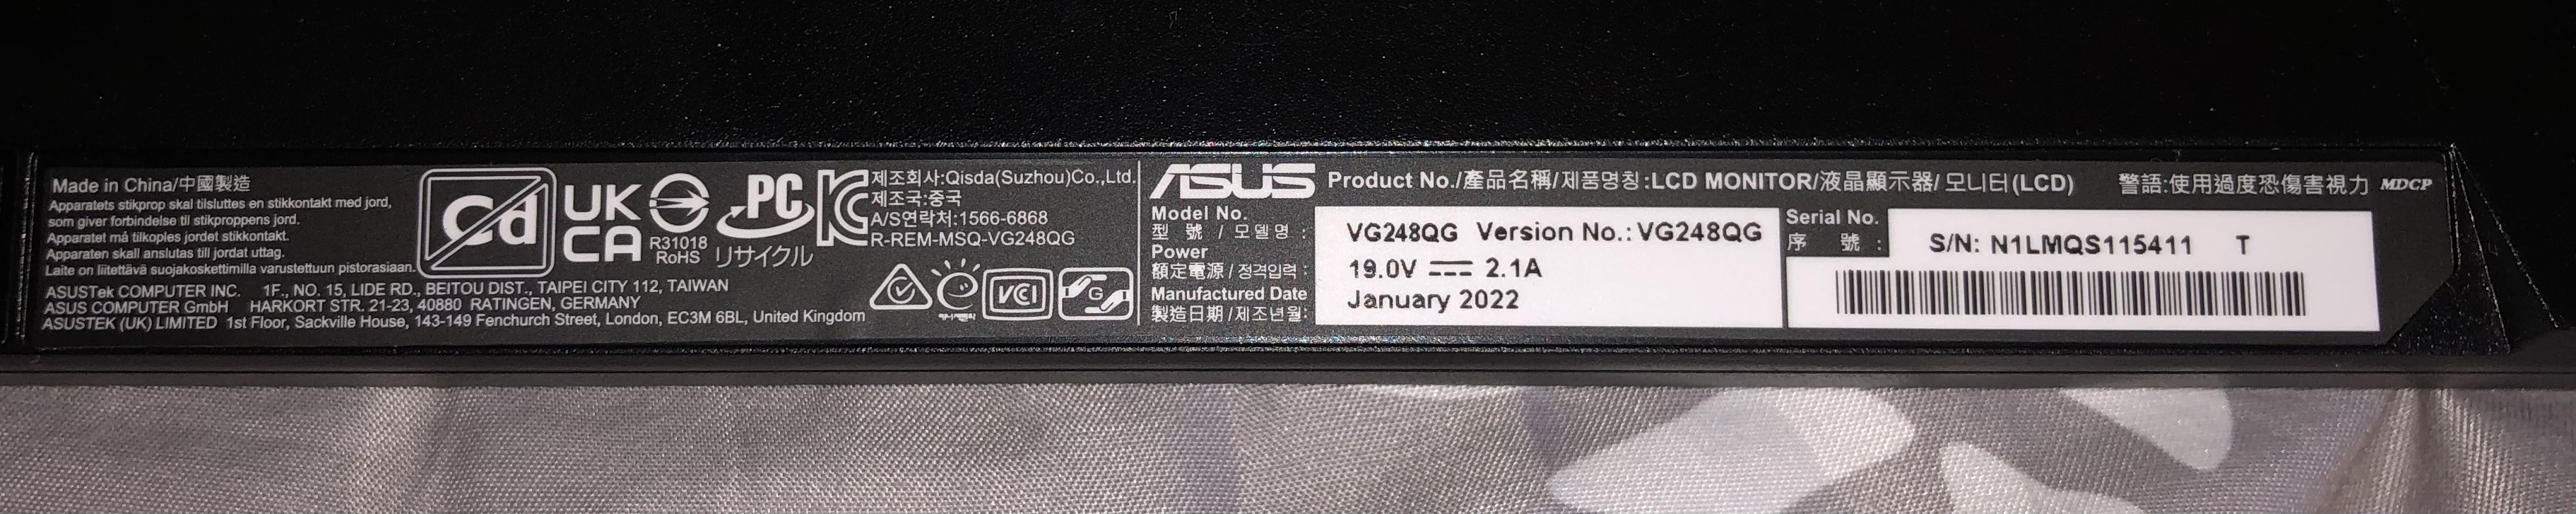 Made in China/中國製造
Apparatets stikprop skal tilsluttes en stikkontakt med jord,
som giver forbindelse til stikproppens jord.
Apparatet må tilkoples jordet stikkontakt.
Apparaten skall anslutas till jordat uttag.
Laite on liitettävä suojakoskettimilla varustettuun pistorasiaan.
ASUSTek COMPUTER INC. 1F., NO. 15, LIDE RD., BEITOU DIST., TAIPEI CITY 112, TAIWAN
ASUS COMPUTER GmbH HARKORT STR. 21-23, 40880 RATINGEN, GERMANY
ASUSTEK (UK) LIMITED 1st Floor, Sackville House, 143-149 Fenchurch Street, London, EC3M 6BL, United Kingdom
Cd
UK
CA
R31018
RoHS
PC
リサイクル
제조회사:Qisda(Suzhou)Co.,Ltd.
제조국:중국
A/S연락처:1566-6868
R-REM-MSQ-VG248QG
VCI
G
ASUS Product No./產品名稱/제품명칭:LCD MONITOR/液晶顯示器/모니터(LCD) 警語:使用過度恐傷害視力 MDCP
Model No.
型 號 / 모델명 : VG248QG Version No.:VG248QG
Power
額定電源/정격입력: 19.0V 2.1A
Manufactured Date
製造日期/제조년월: January 2022
Serial No.
序 號 : S/N: N1LMQS115411 T